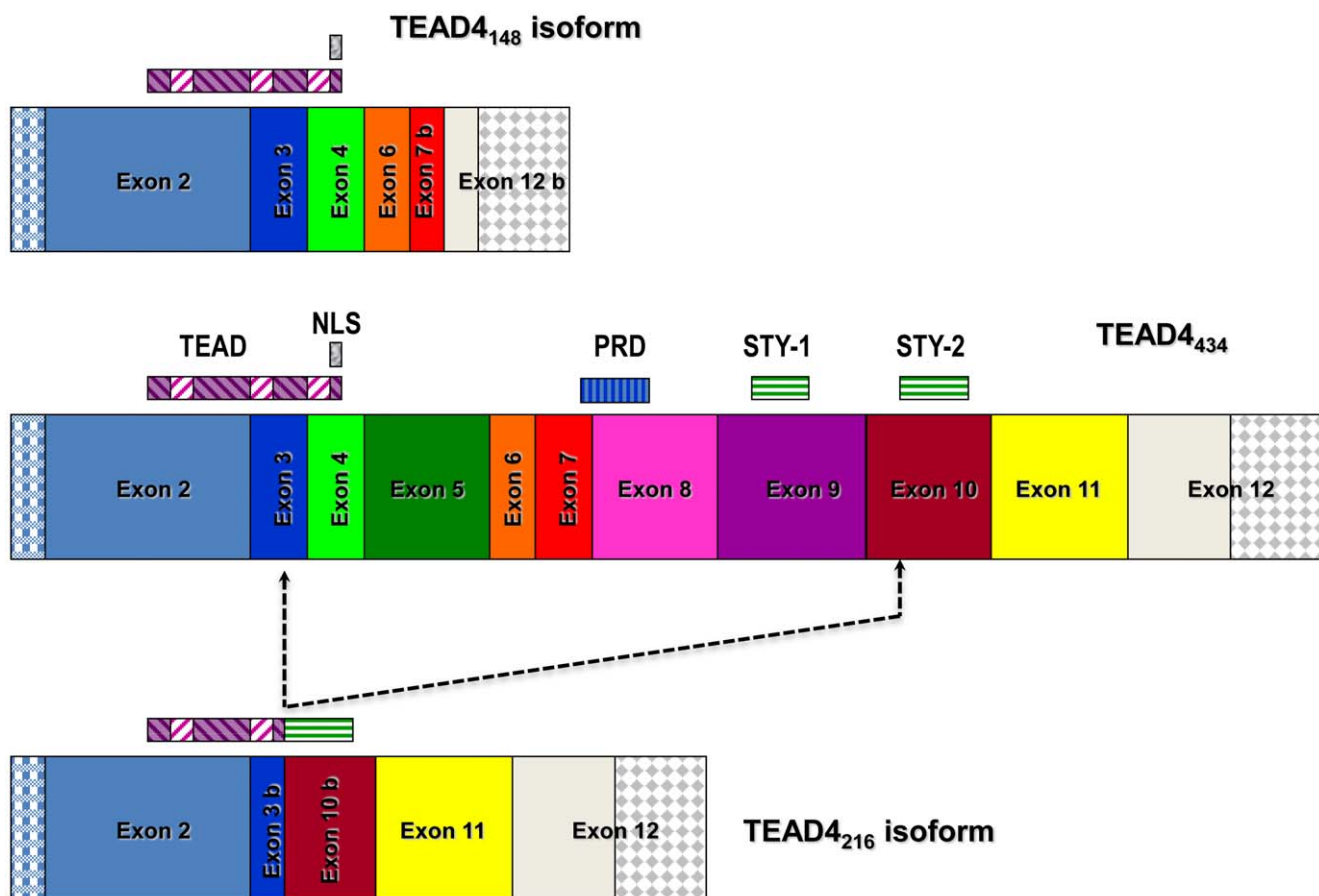 TEAD4148 isoform
Exon 2
Exon 3
Exon 4
Exon 6
Exon 7 b
Exon 12 b
TEAD
NLS
PRD
STY-1
STY-2
TEAD4434
Exon 2
Exon 3
Exon 4
Exon 5
Exon 6
Exon 7
Exon 8
Exon 9
Exon 10
Exon 11
Exon 12
Exon 2
Exon 3 b
Exon 10 b
Exon 11
Exon 12
TEAD4216 isoform